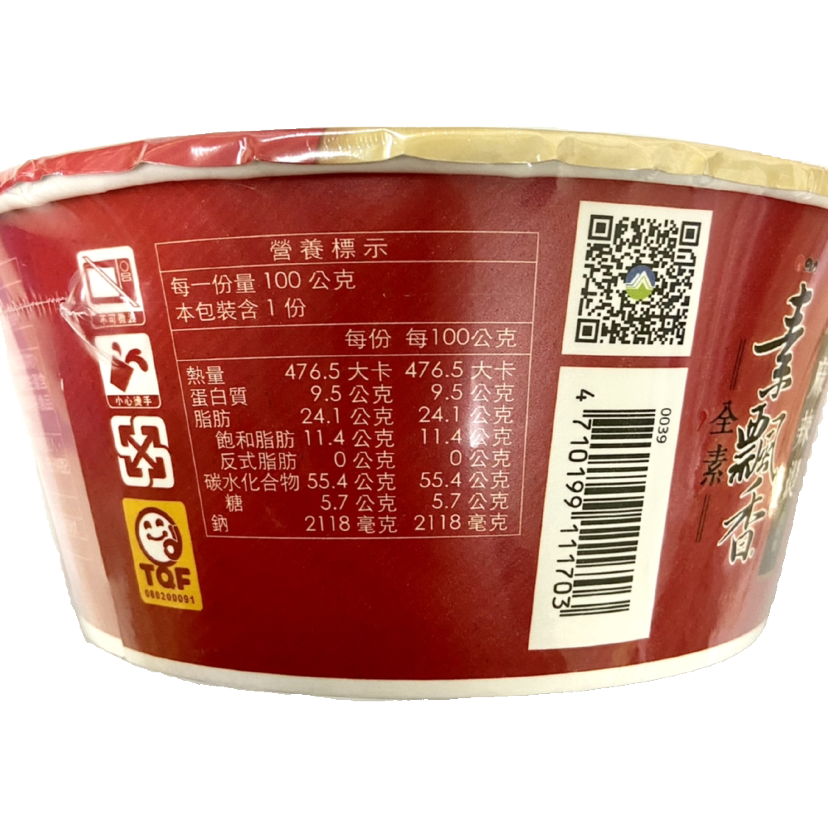 營養標示
每一份量 100 公克
本包裝含 1 份
每份 每100公克
熱量 476.5 大卡 476.5 大卡
蛋白質 9.5 公克 9.5 公克
脂肪 24.1 公克 24.1 公克
飽和脂肪 11.4 公克 11.4 公克
反式脂肪 0 公克 0 公克
碳水化合物 55.4 公克 55.4 公克
糖 5.7 公克 5.7 公克
鈉 2118 毫克 2118 毫克
不可微波
小心燙手
TQF
080200091
0039
4 710199 111703
素飄香
全素